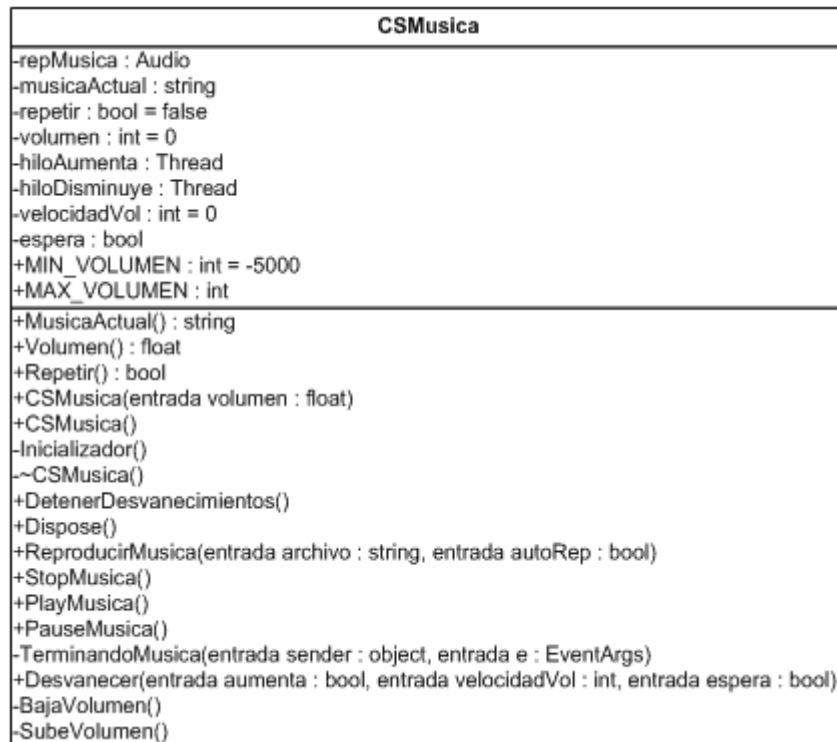 CSMusica
-repMusica : Audio
-musicaActual : string
-repetir : bool = false
-volumen : int = 0
-hiloAumenta : Thread
-hiloDisminuye : Thread
-velocidadVol : int = 0
-espera : bool
+MIN_VOLUMEN : int = -5000
+MAX_VOLUMEN : int
+MusicaActual() : string
+Volumen() : float
+Repetir() : bool
+CSMusica(entrada volumen : float)
+CSMusica()
-Inicializador()
-~CSMusica()
+DetenerDesvanecimientos()
+Dispose()
+ReproducirMusica(entrada archivo : string, entrada autoRep : bool)
+StopMusica()
+PlayMusica()
+PauseMusica()
-TerminandoMusica(entrada sender : object, entrada e : EventArgs)
+Desvanecer(entrada aumenta : bool, entrada velocidadVol : int, entrada espera : bool)
-BajaVolumen()
-SubeVolumen()